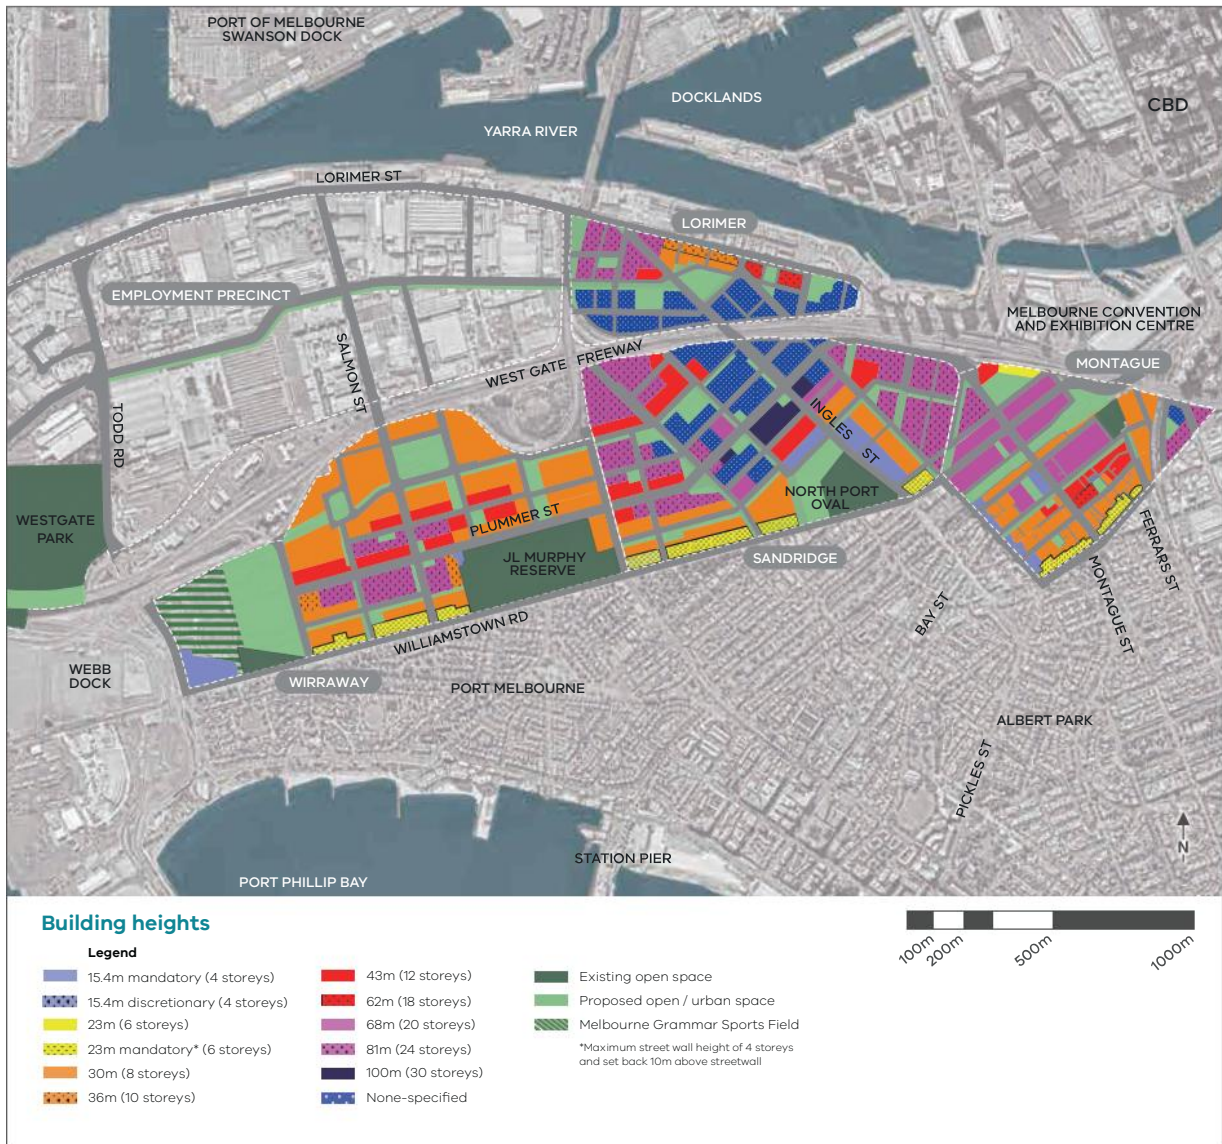 PORT OF MELBOURNE
SWANSON DOCK
DOCKLANDS
CBD
YARRA RIVER
LORIMER ST
LORIMER
EMPLOYMENT PRECINCT
MELBOURNE CONVENTION
AND EXHIBITION CENTRE
SALMON ST
WEST GATE FREEWAY
MONTAGUE
TODD RD
INGLES ST
WESTGATE
PARK
PLUMMER ST
NORTH PORT
OVAL
JL MURPHY
RESERVE
SANDRIDGE
FERRARS ST
MONTAGUE ST
BAY ST
WILLIAMSTOWN RD
WEBB
DOCK
WIRRAWAY
PORT MELBOURNE
ALBERT PARK
PICKLES ST
N
STATION PIER
PORT PHILLIP BAY
Building heights
Legend
15.4m mandatory (4 storeys)
15.4m discretionary (4 storeys)
23m (6 storeys)
23m mandatory* (6 storeys)
30m (8 storeys)
36m (10 storeys)
43m (12 storeys)
62m (18 storeys)
68m (20 storeys)
81m (24 storeys)
100m (30 storeys)
None-specified
Existing open space
Proposed open / urban space
Melbourne Grammar Sports Field
*Maximum street wall height of 4 storeys
and set back 10m above streetwall
100m
200m
500m
1000m